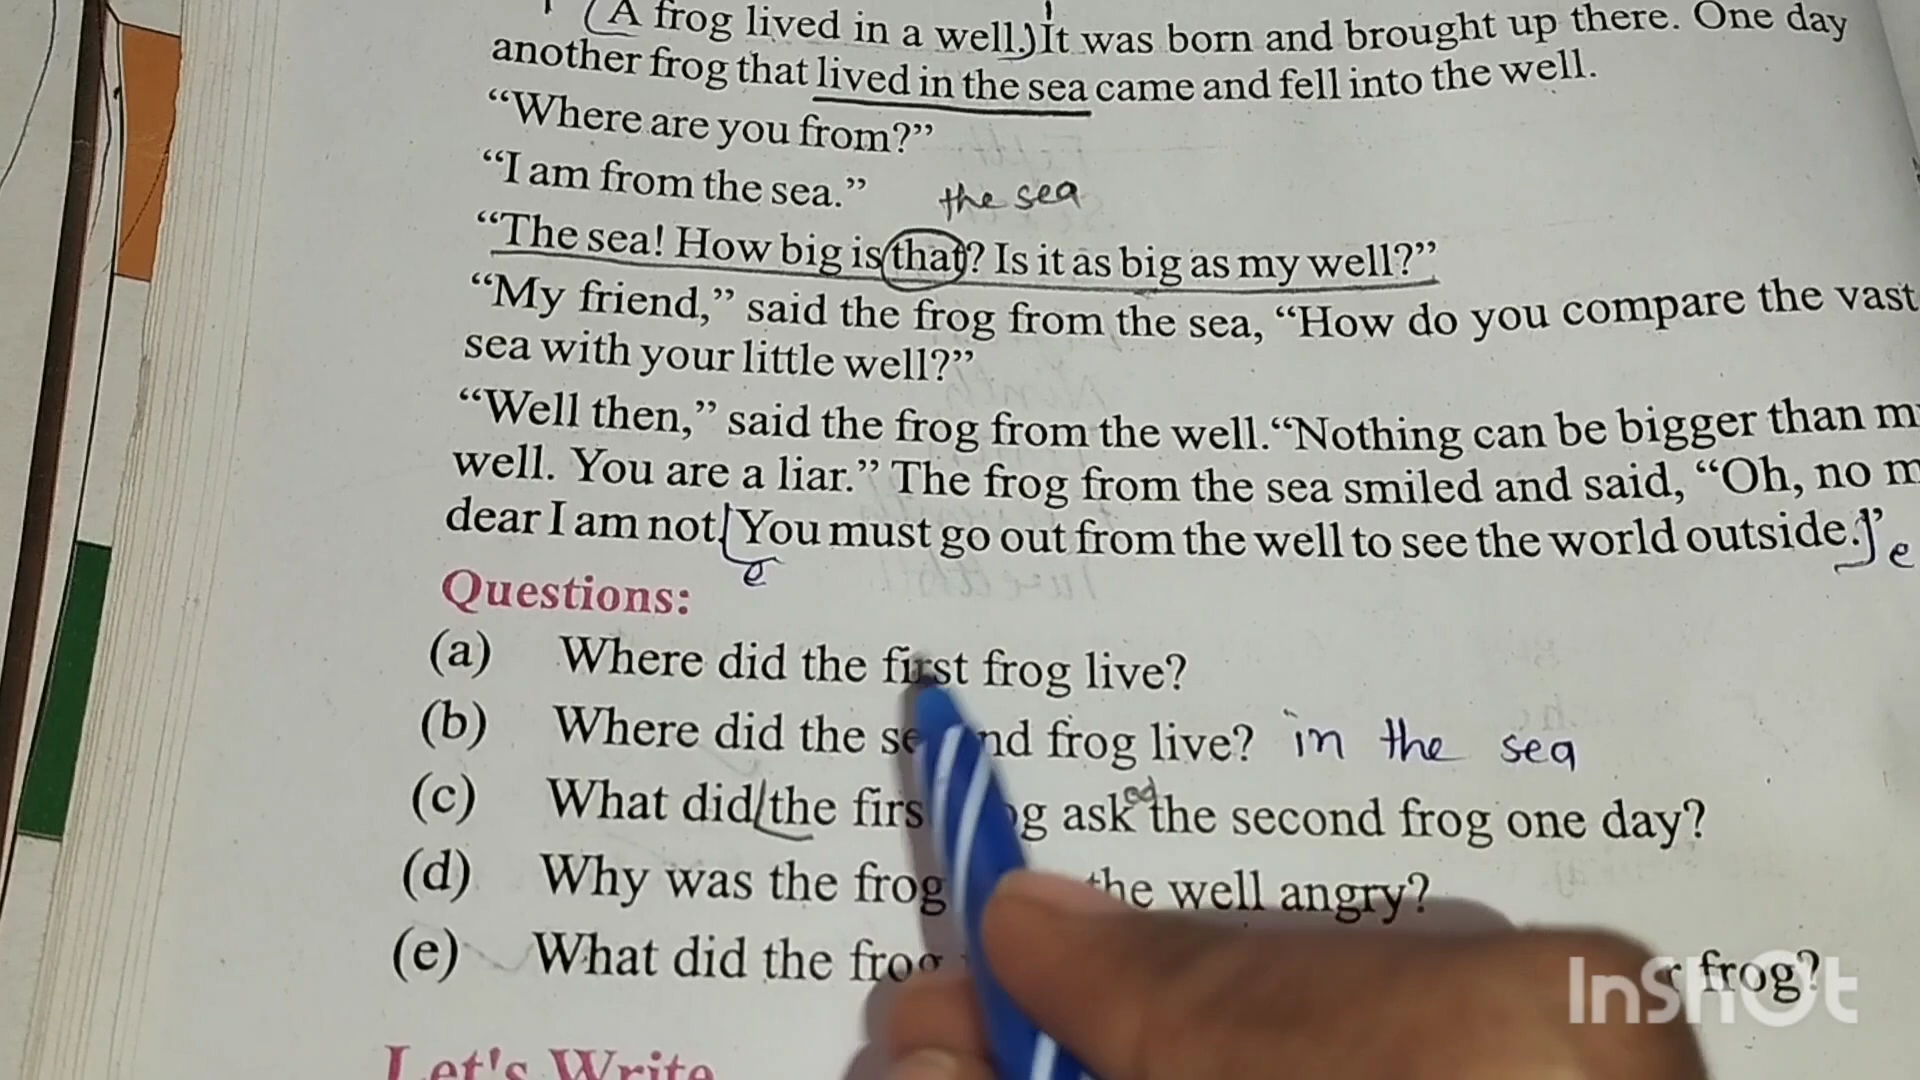 (A frog lived in a well.) It was born and brought up there. One day
another frog that lived in the sea came and fell into the well.
“Where are you from?”
“I am from the sea.” the sea
“The sea! How big is that? Is it as big as my well?”
“My friend,” said the frog from the sea, “How do you compare the vast
sea with your little well?”
“Well then,” said the frog from the well.“Nothing can be bigger than
well. You are a liar.” The frog from the sea smiled and said, “Oh, no
dear I am not. [You must go out from the well to see the world outside.]”
e e
Questions:
(a) Where did the first frog live?
(b) Where did the frog live? in the sea
(c) What did the ask ed the second frog one day?
(d) Why was the frog the well angry?
(e) What did the frog frog?
InShOt
Let's Write